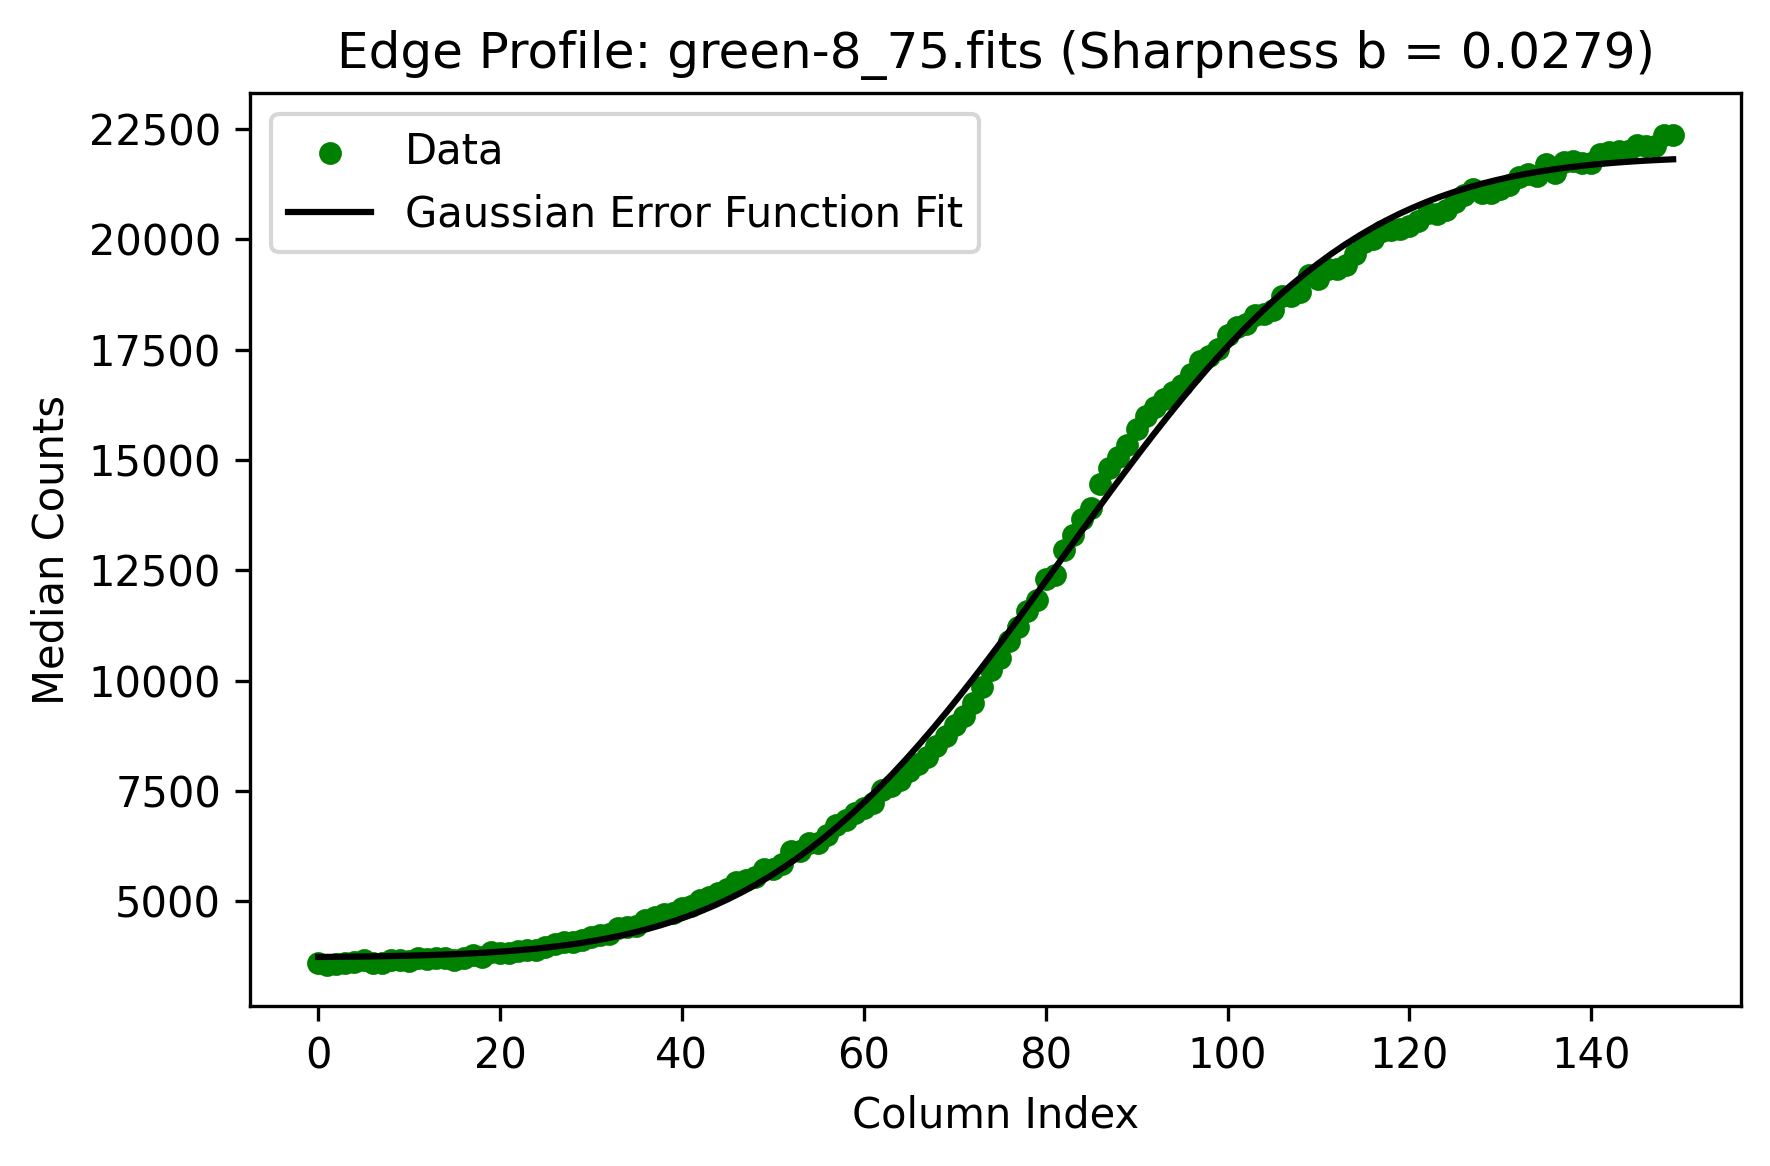 Edge Profile: green-8_75.fits (Sharpness b = 0.0279)
Data
Gaussian Error Function Fit
22500
20000
17500
15000
12500
10000
7500
5000
Median Counts
0 20 40 60 80 100 120 140
Column Index